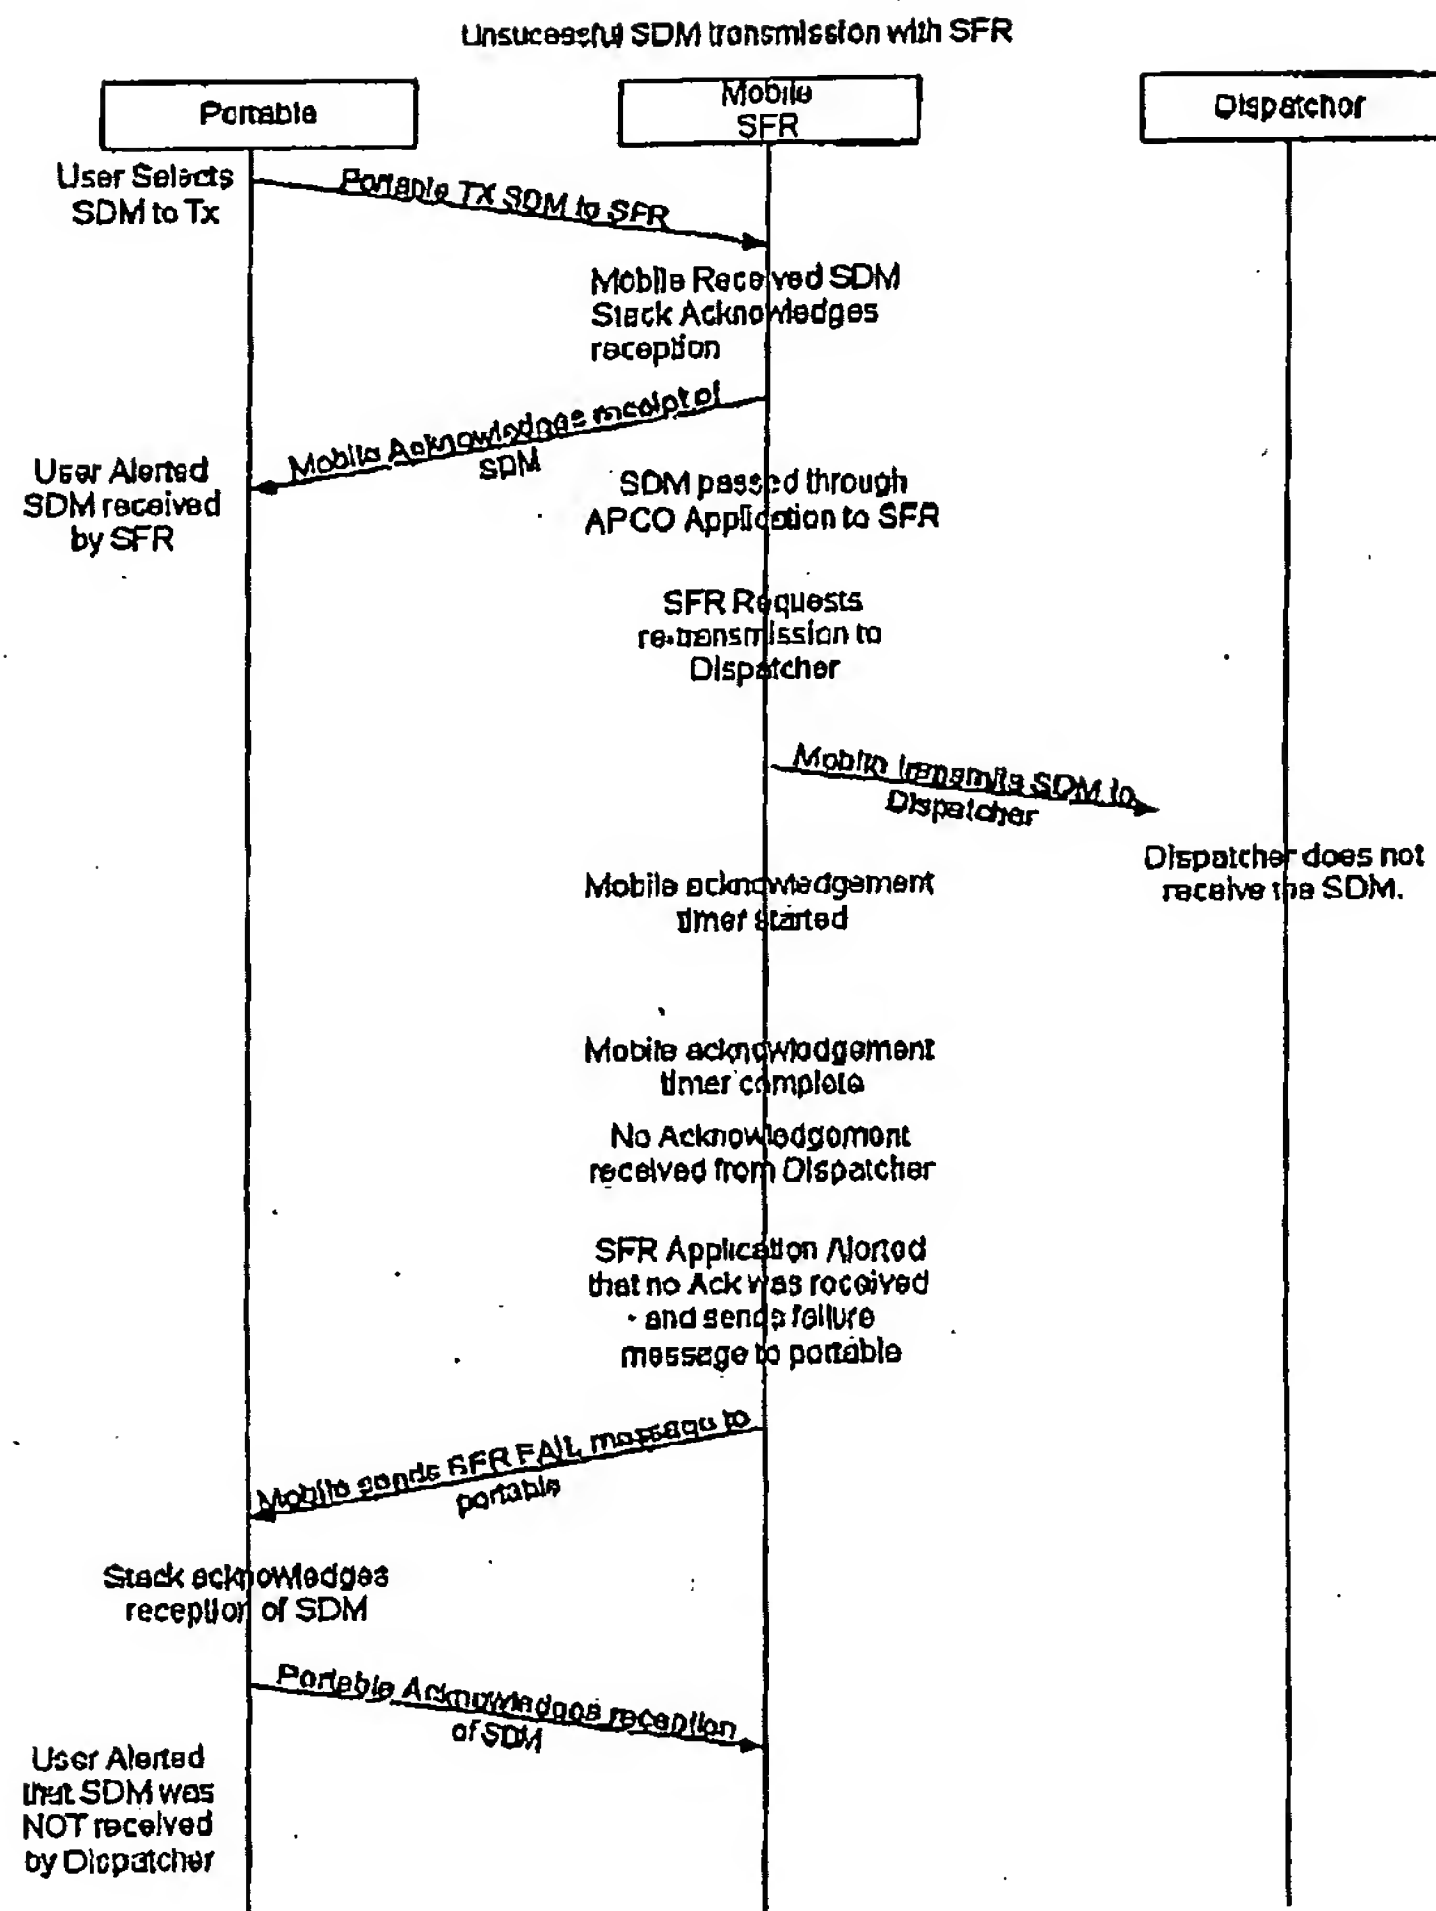 Unsucessful SDM transmission with SFR
Portable
Mobile
SFR
Dispatchor
User Selects
SDM to Tx
Portable TX SDM to SFR
Mobile Received SDM
Stack Acknowledges
reception
Mobile Acknowledges receipt of
SDM
User Alerted
SDM received
by SFR
SDM passed through
APCO Application to SFR
SFR Requests
re-transmission to
Dispatcher
Mobile transmits SDM to
Dispatcher
Dispatcher does not
receive the SDM.
Mobile acknowledgement
timer started
Mobile acknowledgement
timer complete
No Acknowledgement
received from Dispatcher
SFR Application Alerted
that no Ack was received
and sends failure
message to portable
Mobile sends SFR FAIL message to
portable
Stack acknowledges
reception of SDM
Portable Acknowledges reception
of SDM
User Alerted
that SDM was
NOT received
by Dispatcher